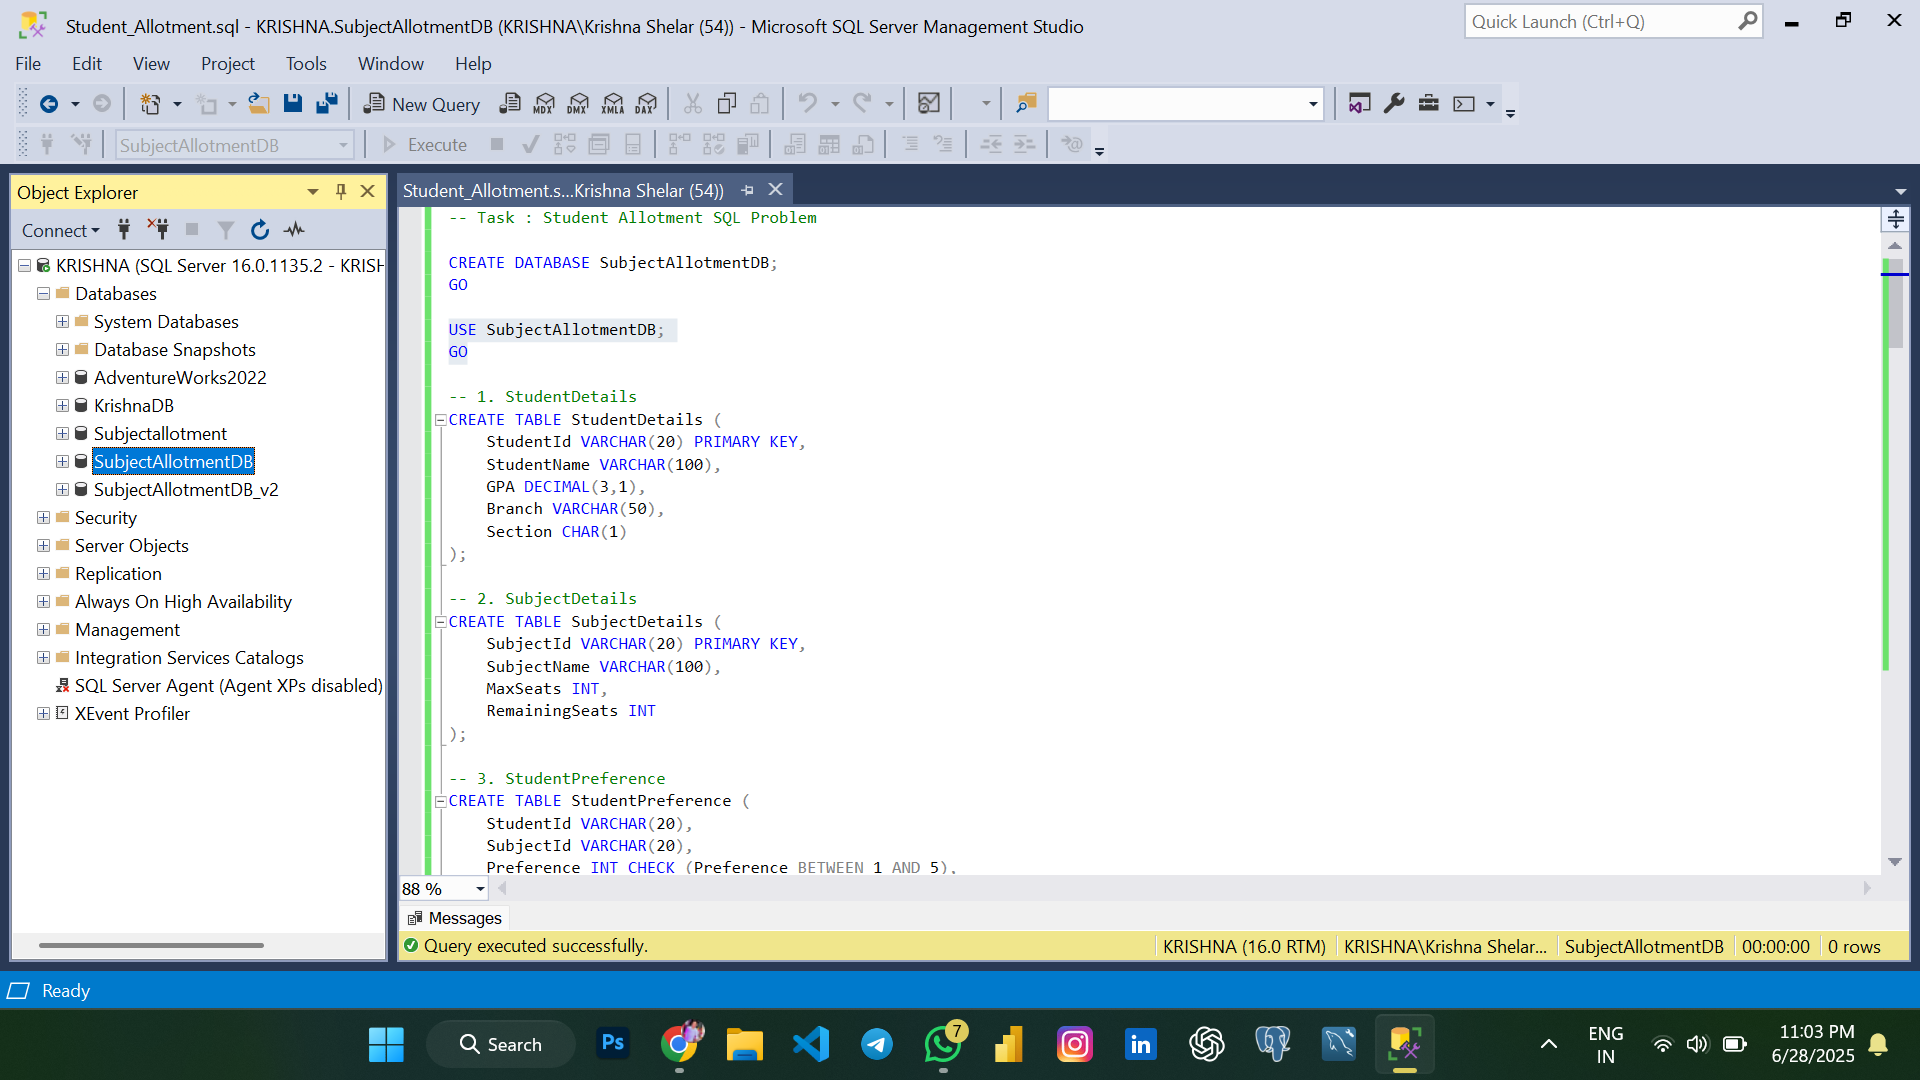 Student_Allotment.sql - KRISHNA.SubjectAllotmentDB (KRISHNA\Krishna Shelar (54)) - Microsoft SQL Server Management Studio
Quick Launch (Ctrl+Q)
File Edit View Project Tools Window Help
New Query
MDX DMX XMLA DAX
SubjectAllotmentDB
Execute
Object Explorer
Connect
KRISHNA (SQL Server 16.0.1135.2 - KRISH
Databases
System Databases
Database Snapshots
AdventureWorks2022
KrishnaDB
Subjectallotment
SubjectAllotmentDB
SubjectAllotmentDB_v2
Security
Server Objects
Replication
Always On High Availability
Management
Integration Services Catalogs
SQL Server Agent (Agent XPs disabled)
XEvent Profiler
Student_Allotment.s...Krishna Shelar (54))
-- Task : Student Allotment SQL Problem
CREATE DATABASE SubjectAllotmentDB;
GO
USE SubjectAllotmentDB;
GO
-- 1. StudentDetails
CREATE TABLE StudentDetails (
StudentId VARCHAR(20) PRIMARY KEY,
StudentName VARCHAR(100),
GPA DECIMAL(3,1),
Branch VARCHAR(50),
Section CHAR(1)
);
-- 2. SubjectDetails
CREATE TABLE SubjectDetails (
SubjectId VARCHAR(20) PRIMARY KEY,
SubjectName VARCHAR(100),
MaxSeats INT,
RemainingSeats INT
);
-- 3. StudentPreference
CREATE TABLE StudentPreference (
StudentId VARCHAR(20),
SubjectId VARCHAR(20),
Preference INT CHECK (Preference BETWEEN 1 AND 5),
88 %
Messages
Query executed successfully.
KRISHNA (16.0 RTM)
KRISHNA\Krishna Shelar...
SubjectAllotmentDB
00:00:00
0 rows
Ready
Search
Ps
7
in
ENG
IN
11:03 PM
6/28/2025